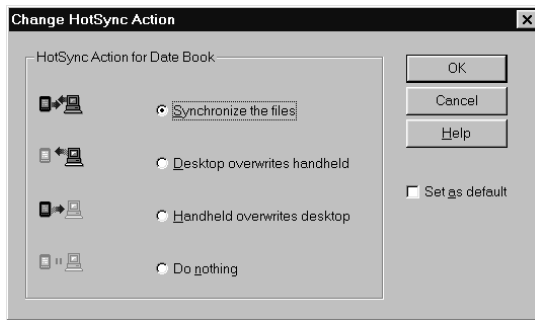 Change HotSync Action
HotSync Action for Date Book
Synchronize the files
Desktop overwrites handheld
Handheld overwrites desktop
Do nothing
OK
Cancel
Help
Set as default